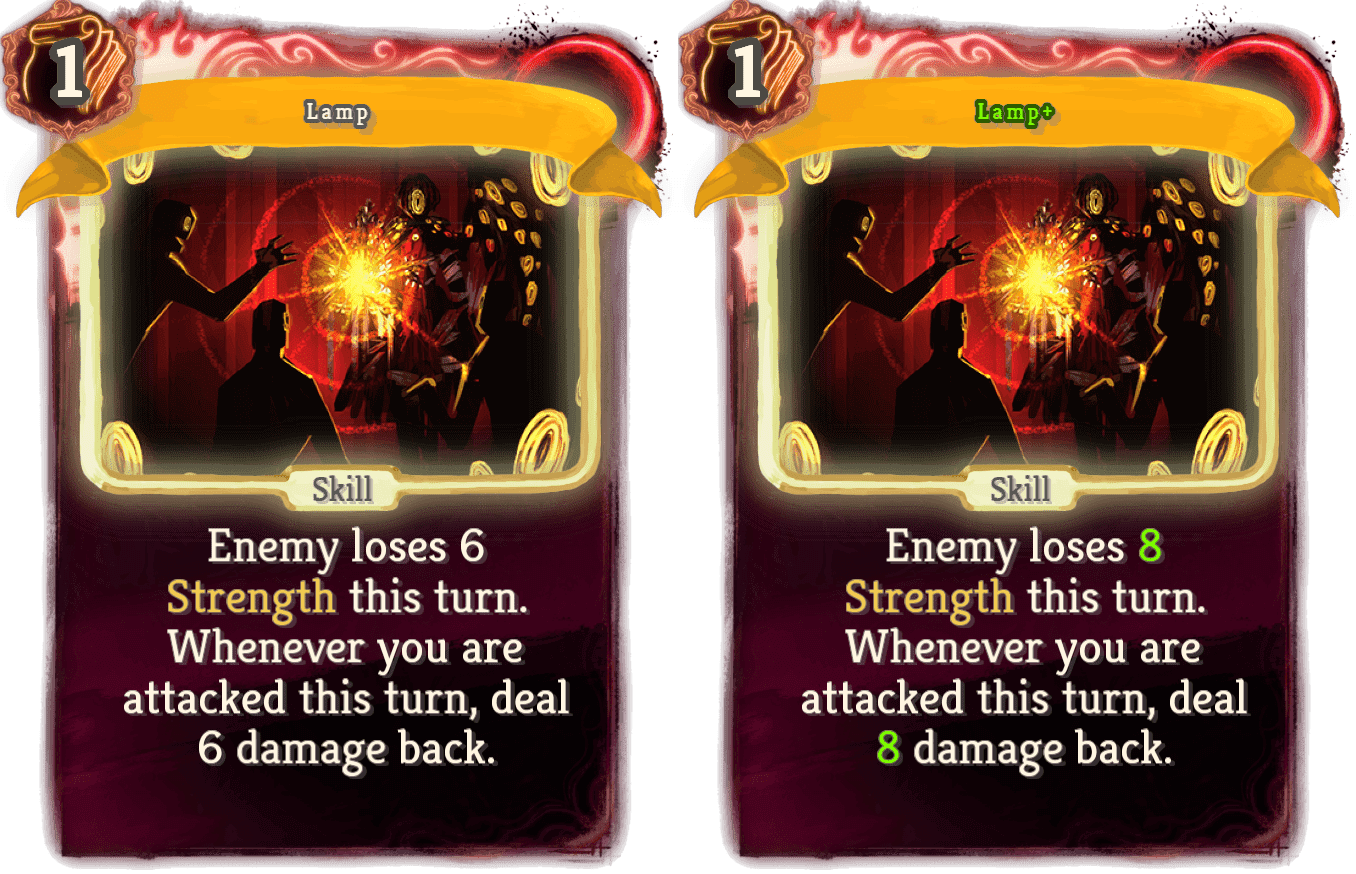 1
Lamp
Skill
Enemy loses 6
Strength this turn.
Whenever you are
attacked this turn, deal
6 damage back.
1
Lamp+
Skill
Enemy loses 8
Strength this turn.
Whenever you are
attacked this turn, deal
8 damage back.